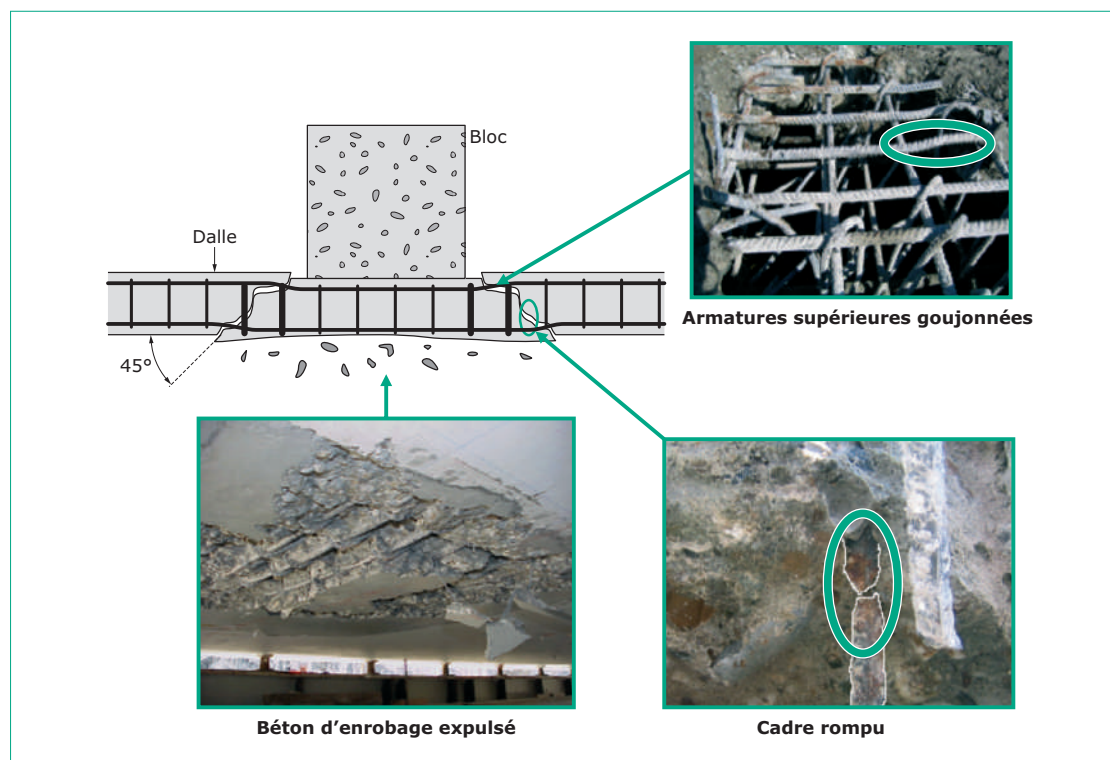 Bloc
Dalle
Armatures supérieures goujonnées
45°
Béton d'enrobage expulsé
Cadre rompu